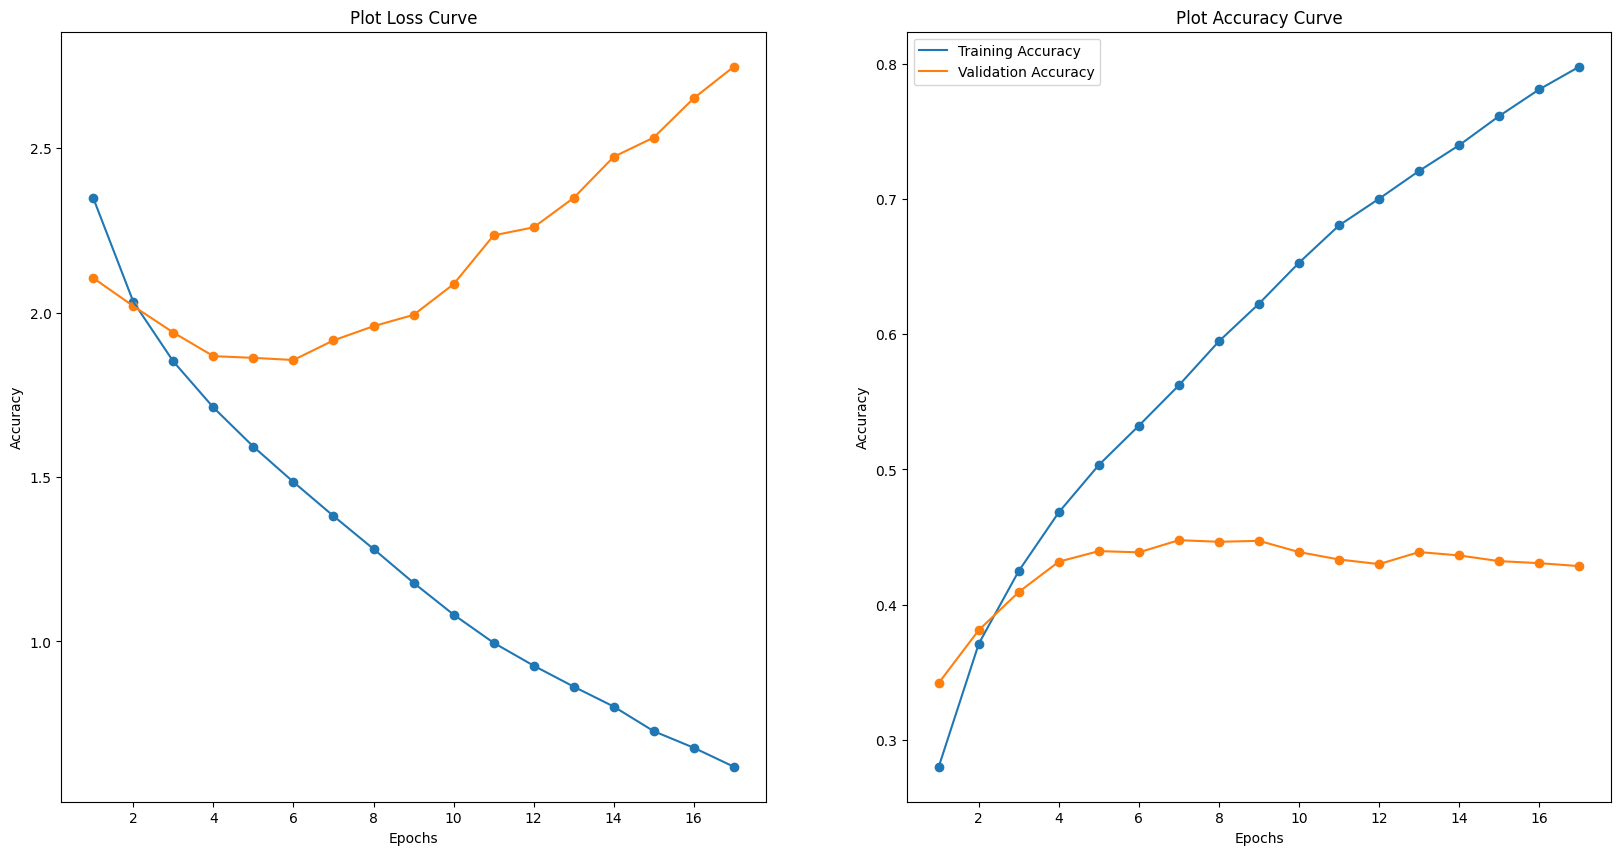 Plot Loss Curve
Accuracy
2.5
2.0
1.5
1.0
2 4 6 8 10 12 14 16
Epochs
Plot Accuracy Curve
Training Accuracy
Validation Accuracy
Accuracy
0.8
0.7
0.6
0.5
0.4
0.3
2 4 6 8 10 12 14 16
Epochs